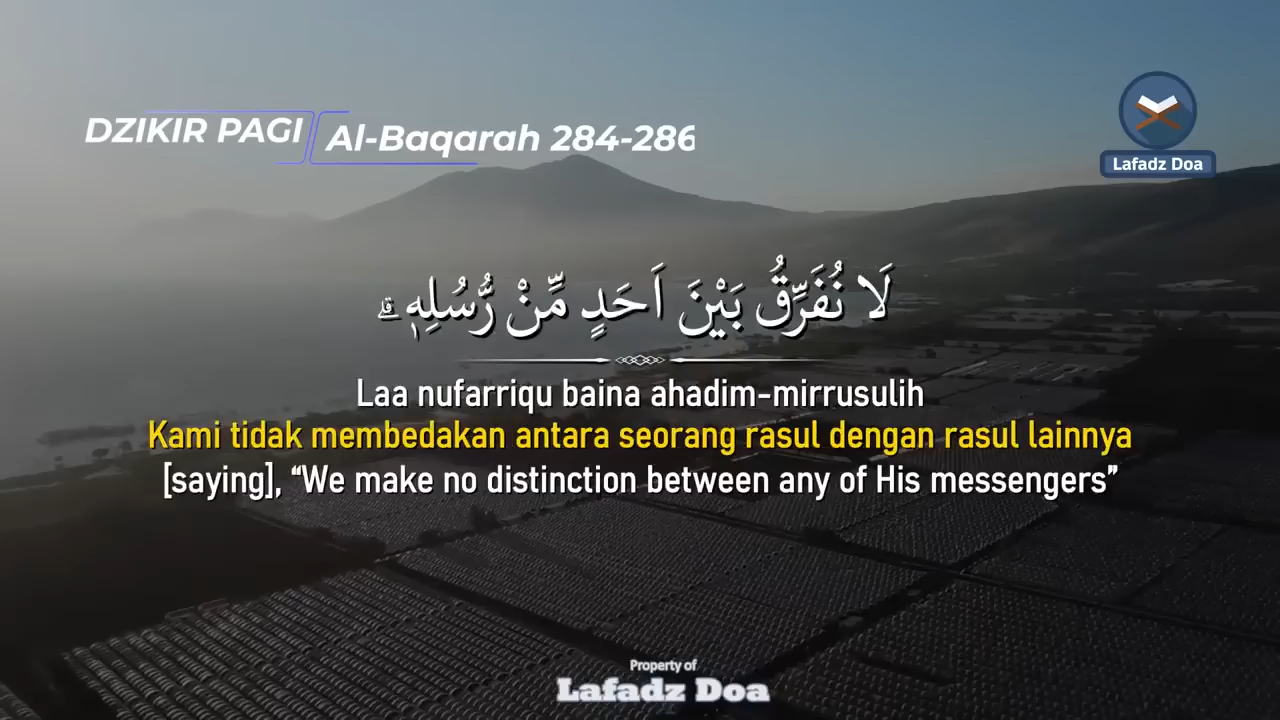 DZIKIR PAGI
Al-Baqarah 284-286
Lafadz Doa
لَا نُفَرِّقُ بَيْنَ اَحَدٍ مِّنْ رُّسُلِهٖ ۗ
Laa nufarriqu baina ahadim-mirrusulih
Kami tidak membedakan antara seorang rasul dengan rasul lainnya
[saying], “We make no distinction between any of His messengers”
Property of
Lafadz Doa